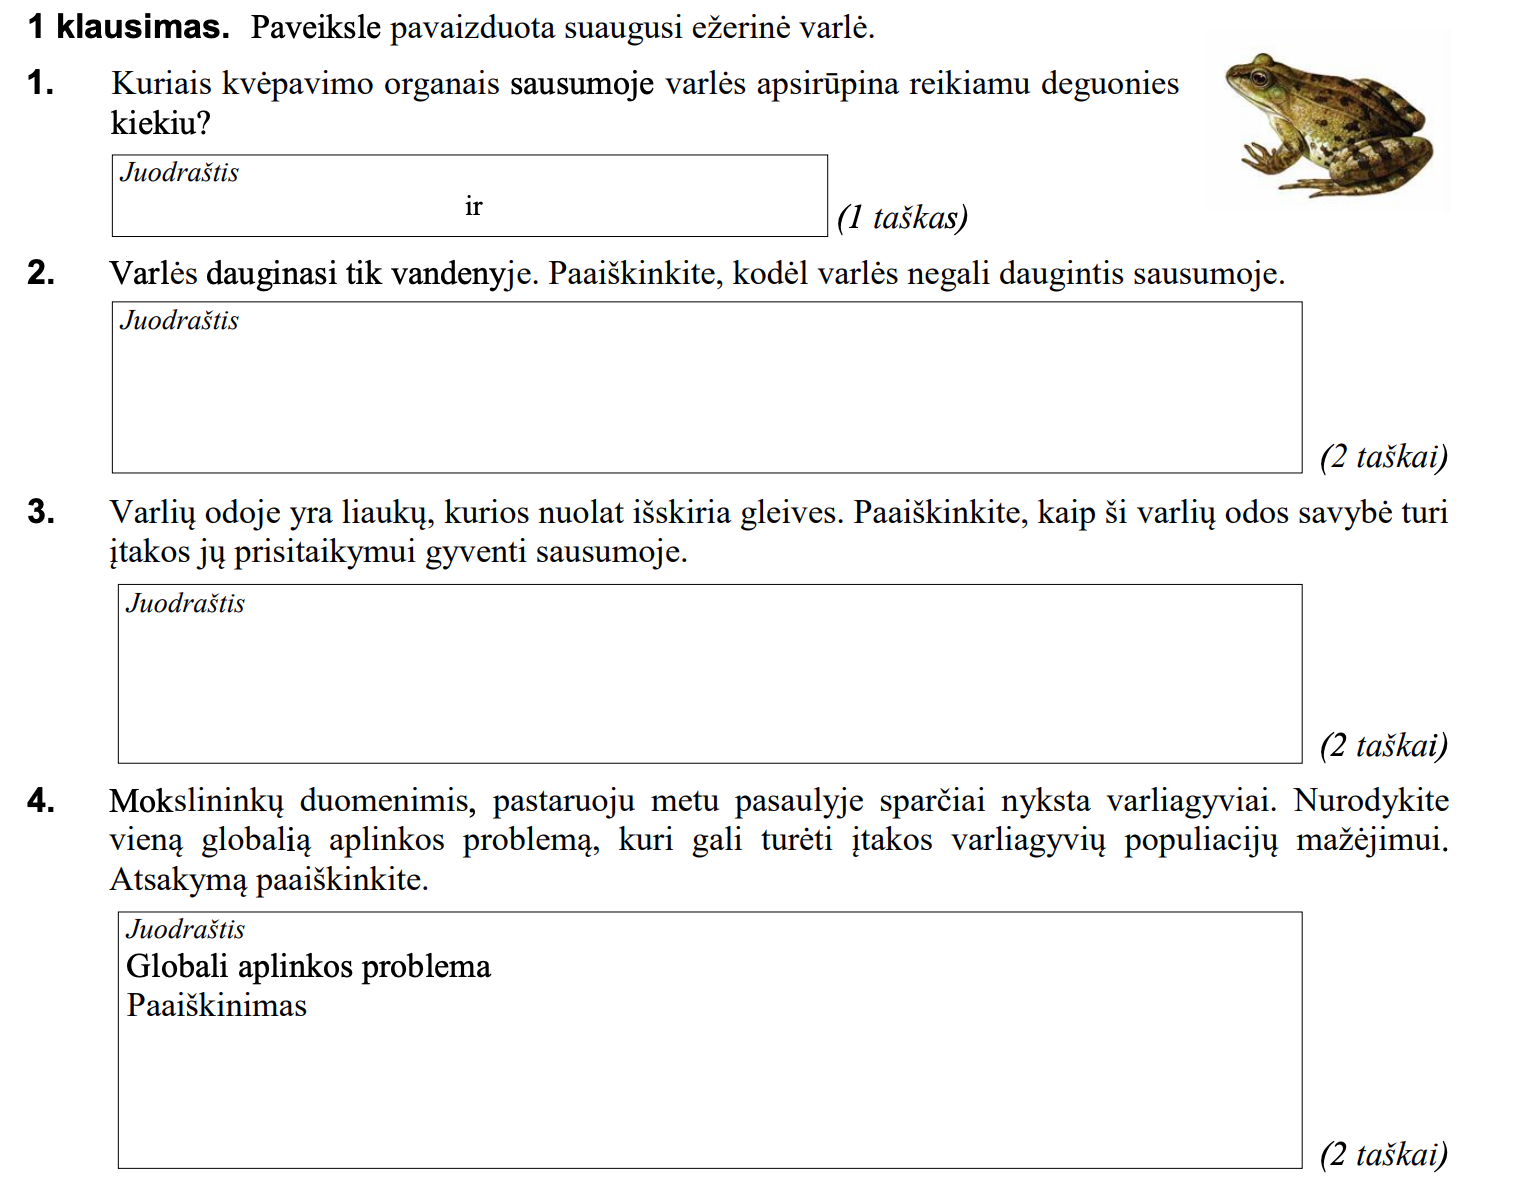 1 klausimas. Paveiksle pavaizduota suaugusi ežerinė varlė.
1. Kuriais kvėpavimo organais sausumoje varlės apsirūpina reikiamu deguonies
kiekiu?
Juodraštis
ir
(1 taškas)
2. Varlės dauginasi tik vandenyje. Paaiškinkite, kodėl varlės negali daugintis sausumoje.
Juodraštis
(2 taškai)
3. Varlių odoje yra liaukų, kurios nuolat išskiria gleives. Paaiškinkite, kaip ši varlių odos savybė turi
įtakos jų prisitaikymui gyventi sausumoje.
Juodraštis
(2 taškai)
4. Mokslininkų duomenimis, pastaruoju metu pasaulyje sparčiai nyksta varliagyviai. Nurodykite
vieną globalią aplinkos problemą, kuri gali turėti įtakos varliagyvių populiacijų mažėjimui.
Atsakymą paaiškinkite.
Juodraštis
Globali aplinkos problema
Paaiškinimas
(2 taškai)